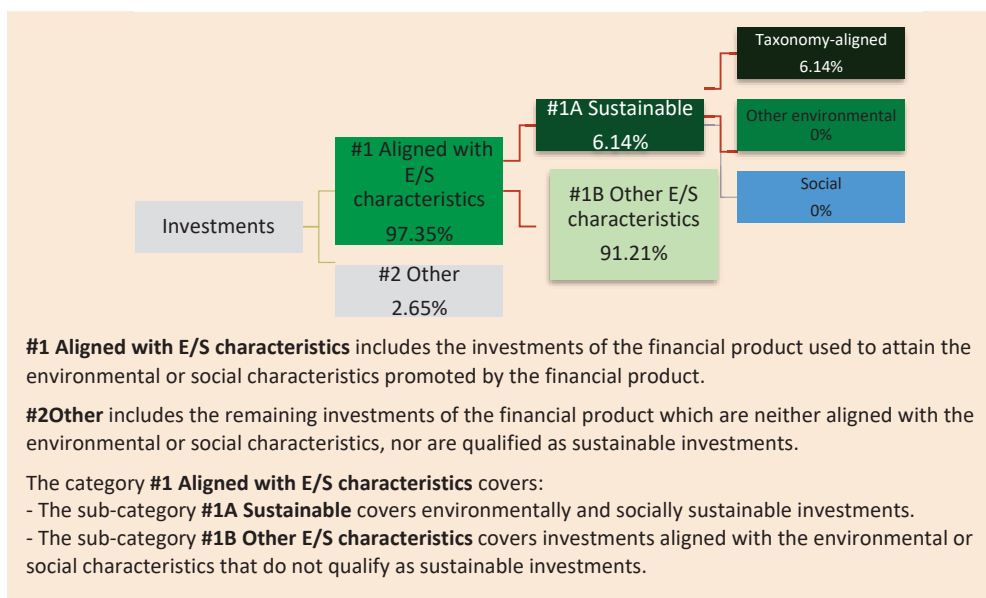 Taxonomy-aligned
6.14%
#1A Sustainable
6.14%
Other environmental
0%
#1 Aligned with
E/S
characteristics
97.35%
Social
0%
#1B Other E/S
characteristics
91.21%
Investments
#2 Other
2.65%
#1 Aligned with E/S characteristics includes the investments of the financial product used to attain the
environmental or social characteristics promoted by the financial product.
#2Other includes the remaining investments of the financial product which are neither aligned with the
environmental or social characteristics, nor are qualified as sustainable investments.
The category #1 Aligned with E/S characteristics covers:
- The sub-category #1A Sustainable covers environmentally and socially sustainable investments.
- The sub-category #1B Other E/S characteristics covers investments aligned with the environmental or
social characteristics that do not qualify as sustainable investments.